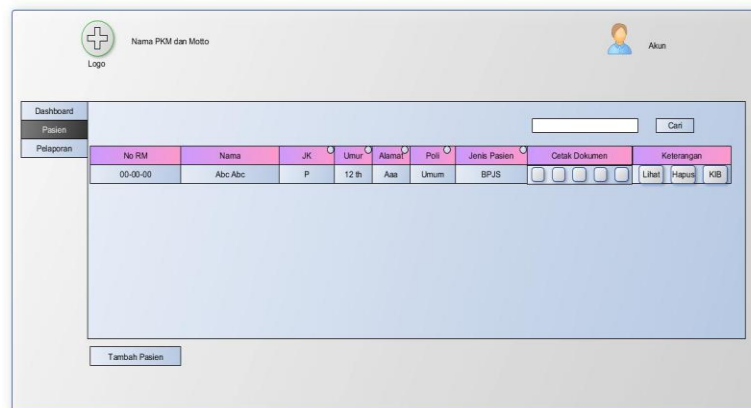 Nama PKM dan Motto
Akun
Logo
Dashboard
Pasien
Cari
Pelaporan
No RM Nama JK Umur Alamat Poli Jenis Pasien Cetak Dokumen Keterangan
00-00-00 Abc Abc P 12 th Aaa Umum BPJS Lihat Hapus KIB
Tambah Pasien